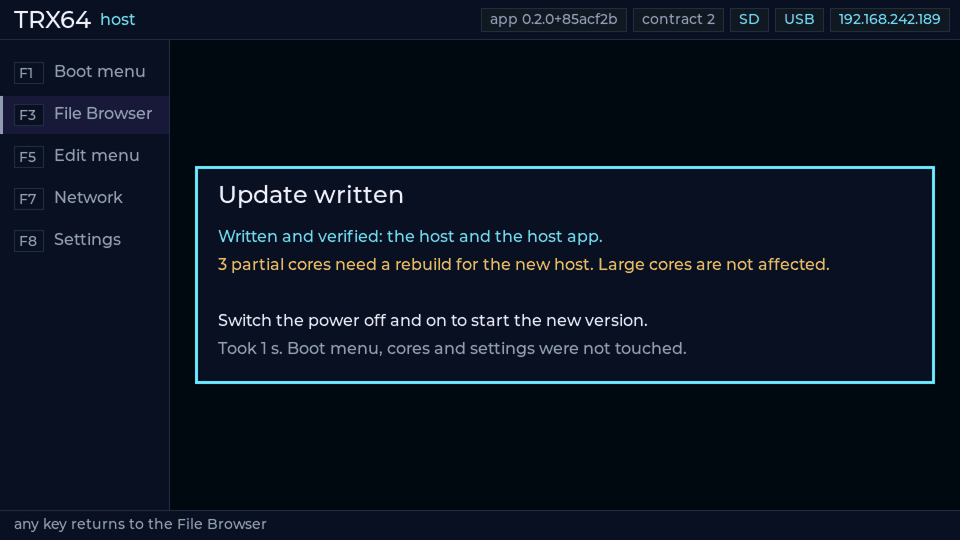 TRX64 host
app 0.2.0+85acf2b
contract 2
SD
USB
192.168.242.189
F1 Boot menu
F3 File Browser
F5 Edit menu
F7 Network
F8 Settings
Update written
Written and verified: the host and the host app.
3 partial cores need a rebuild for the new host. Large cores are not affected.
Switch the power off and on to start the new version.
Took 1 s. Boot menu, cores and settings were not touched.
any key returns to the File Browser